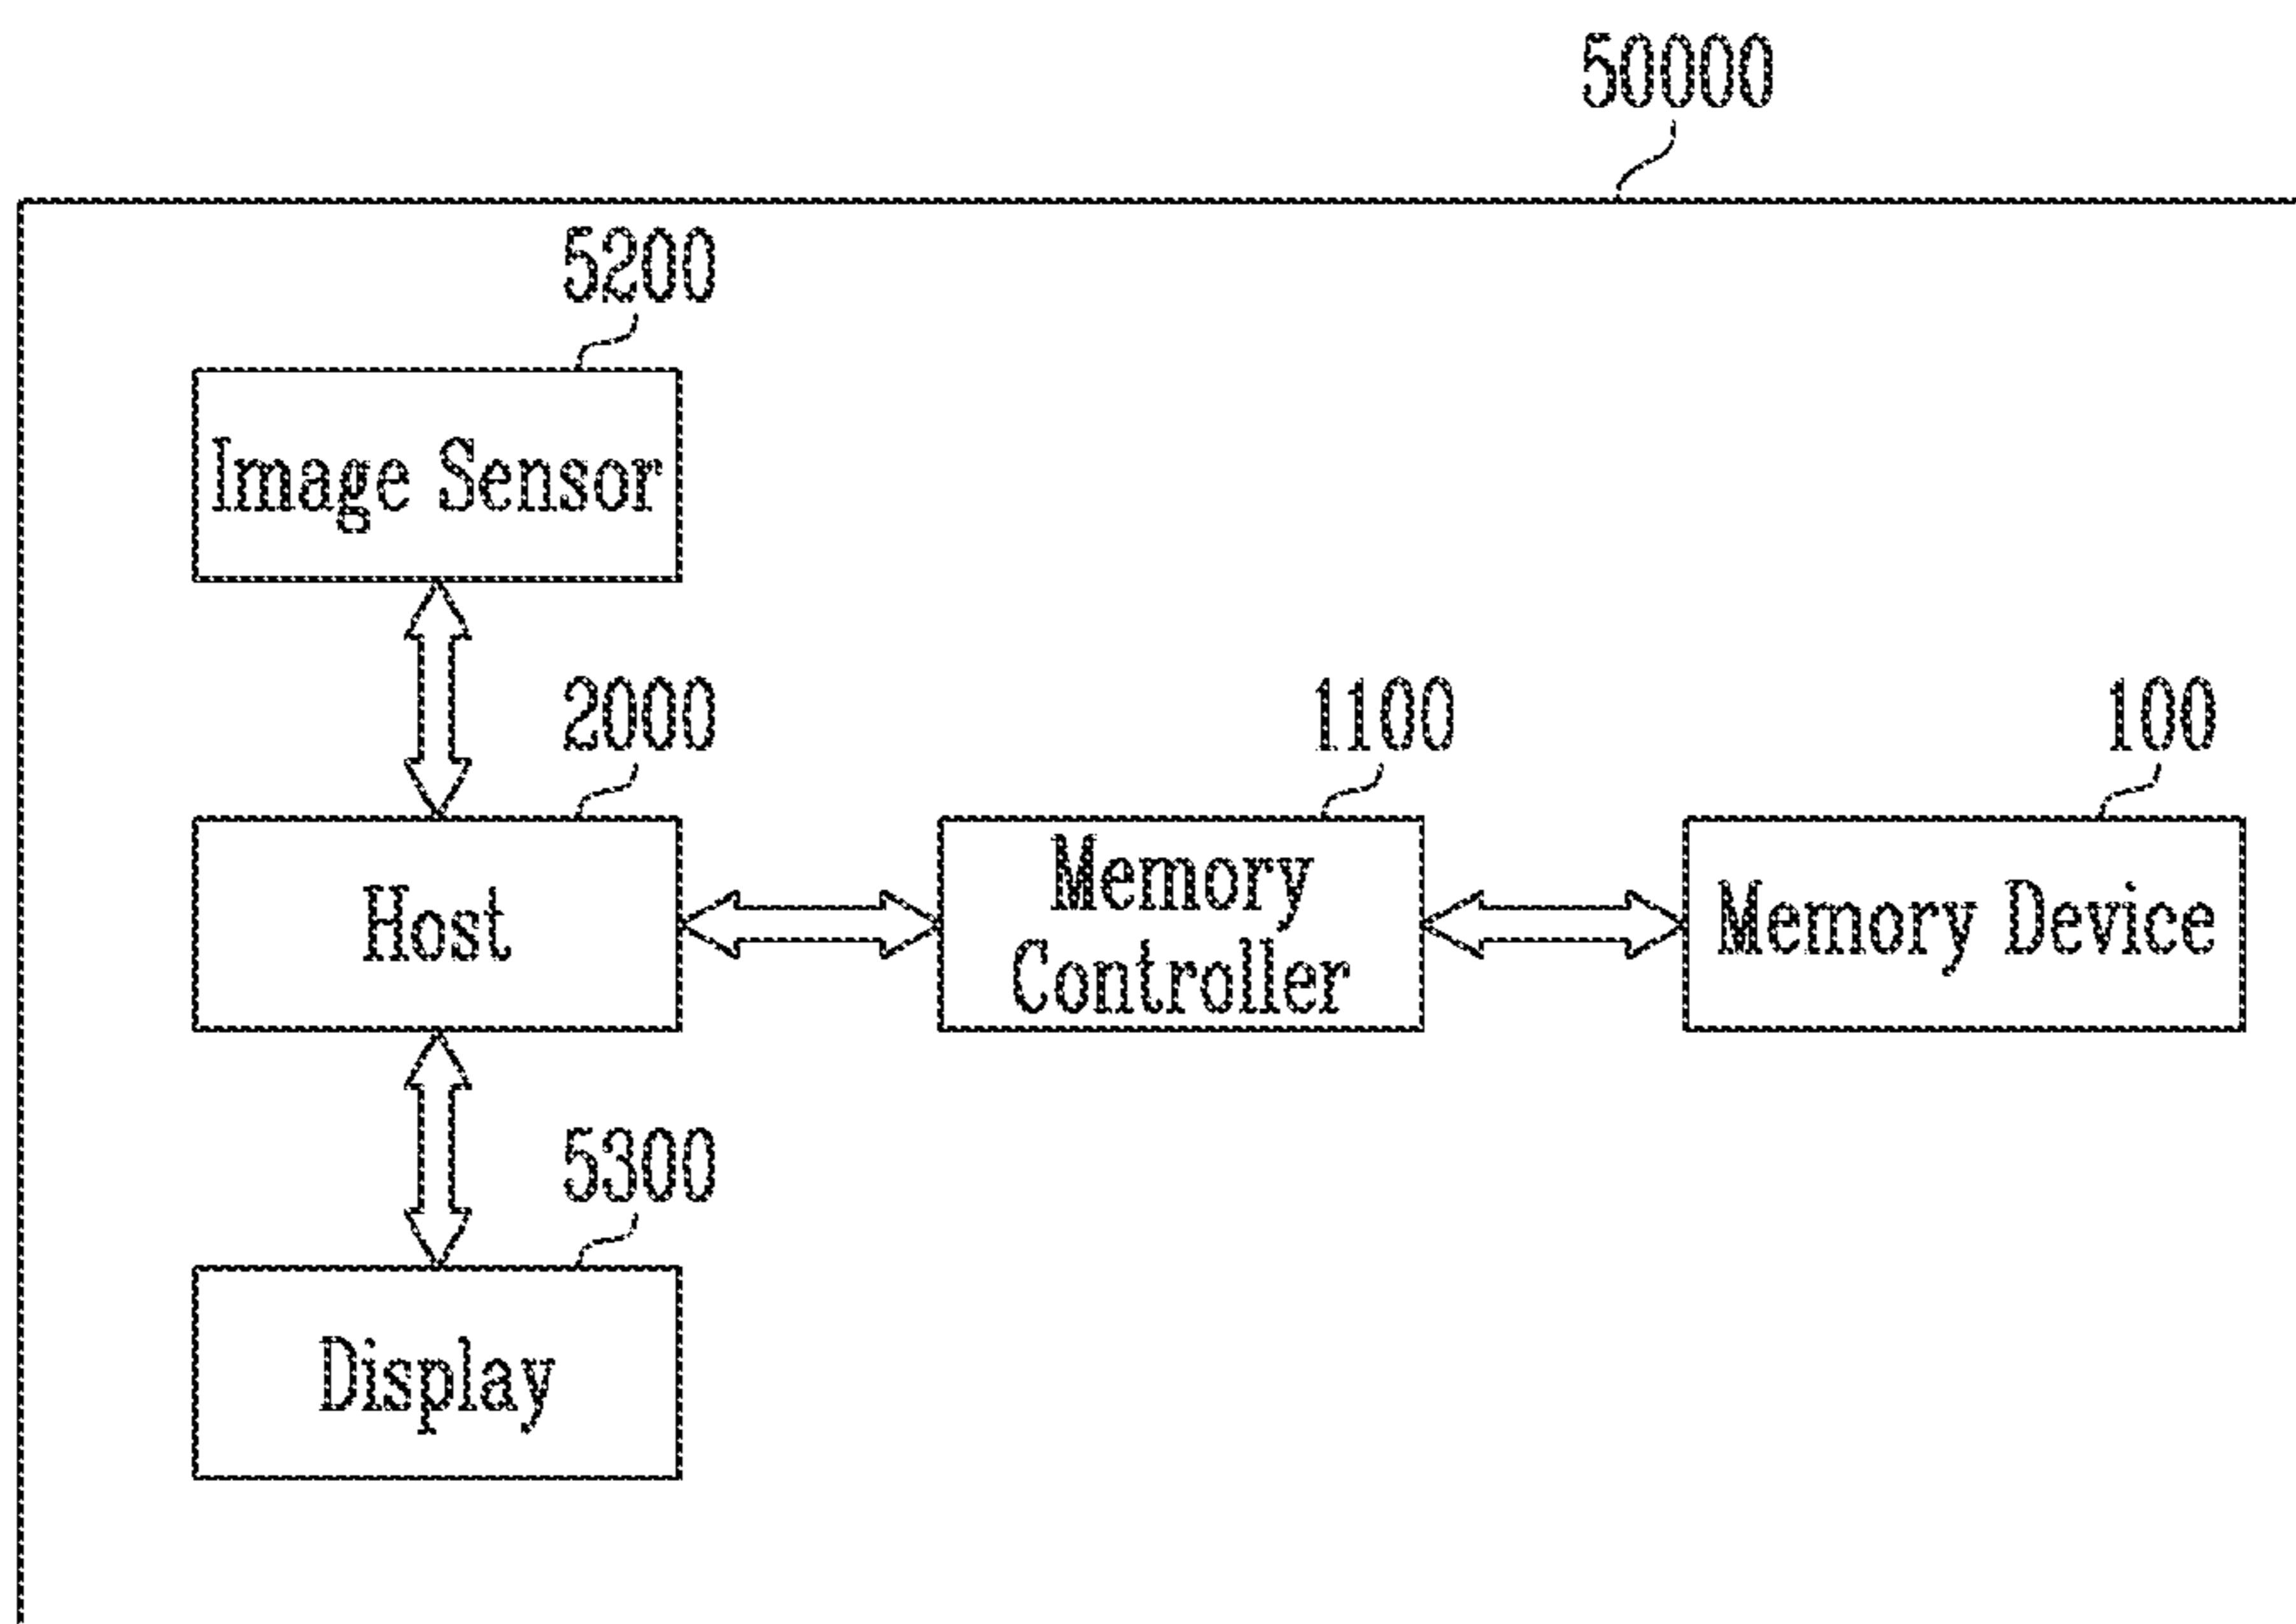 50000
5200
Image Sensor
2000
1100
100
Host
Memory
Controller
Memory Device
5300
Display